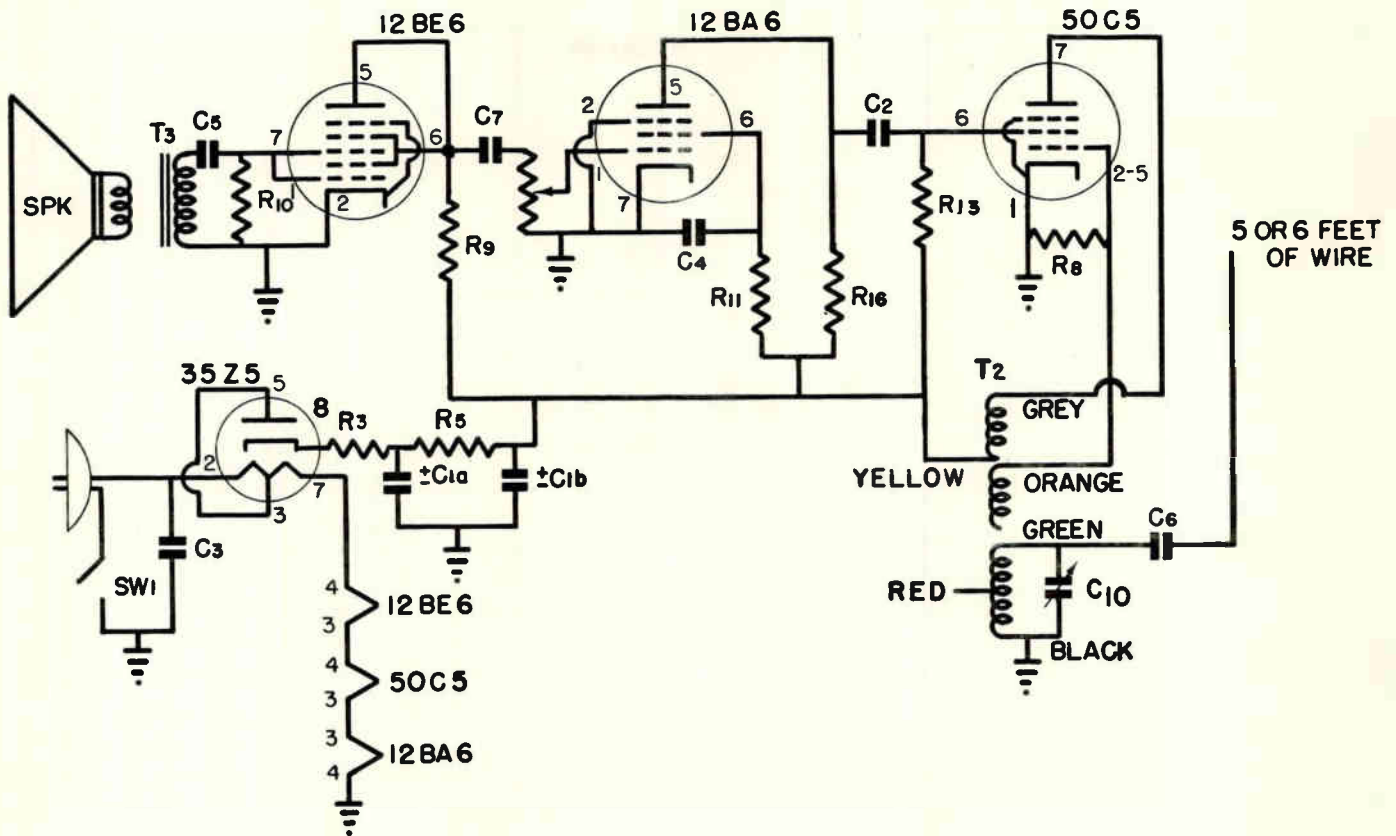 12BE6
12BA6
50C5
5
5
7
T3
C5
7
6
C7
2
6
C2
6
SPK
R10
1
2
1
7
R13
1
2-5
R9
C4
R8
5 OR 6 FEET
OF WIRE
R11
R16
35Z5
5
8
R3
R5
T2
GREY
2
7
±C1a
±C1b
YELLOW
ORANGE
3
GREEN
C6
C3
SW1
RED
C10
4
12BE6
3
BLACK
4
50C5
3
3
12BA6
4